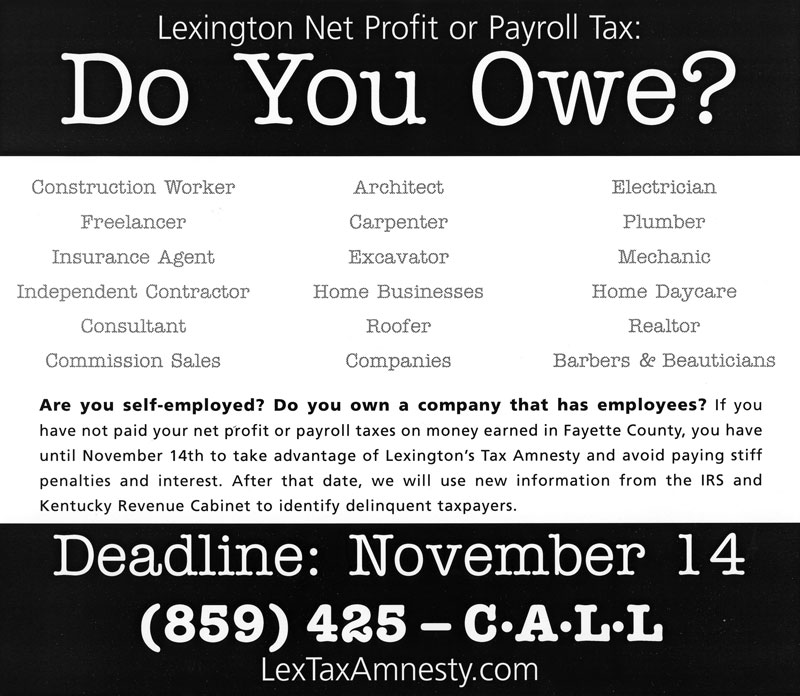 Lexington Net Profit or Payroll Tax:
Do You Owe?
Construction Worker
Freelancer
Insurance Agent
Independent Contractor
Consultant
Commission Sales
Architect
Carpenter
Excavator
Home Businesses
Roofer
Companies
Electrician
Plumber
Mechanic
Home Daycare
Realtor
Barbers & Beauticians
Are you self-employed? Do you own a company that has employees? If you
have not paid your net profit or payroll taxes on money earned in Fayette County, you have
until November 14th to take advantage of Lexington's Tax Amnesty and avoid paying stiff
penalties and interest. After that date, we will use new information from the IRS and
Kentucky Revenue Cabinet to identify delinquent taxpayers.
Deadline: November 14
(859) 425 – C·A·L·L
LexTaxAmnesty.com